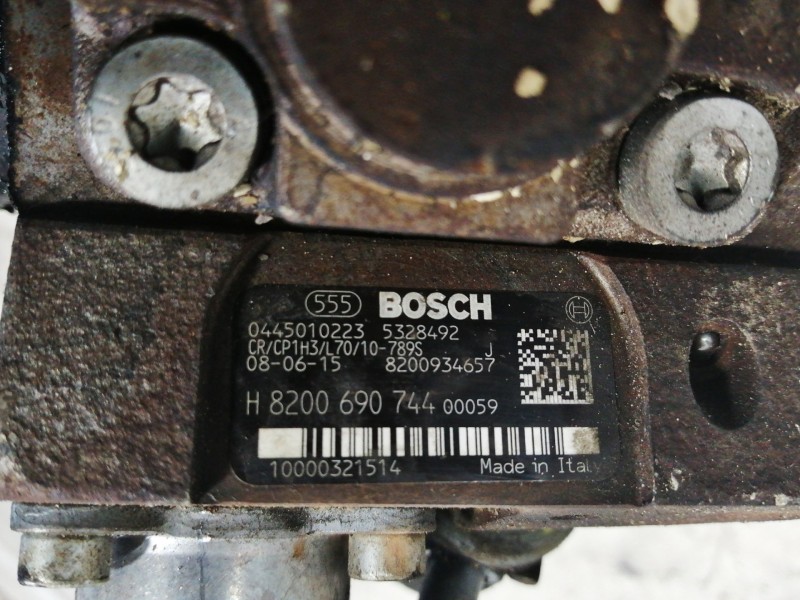 555 BOSCH
0445010223 5328492
CR/CP1H3/L70/10-789S J
08-06-15 8200934657
H 8200 690 744 00059
10000321514 Made in Italy